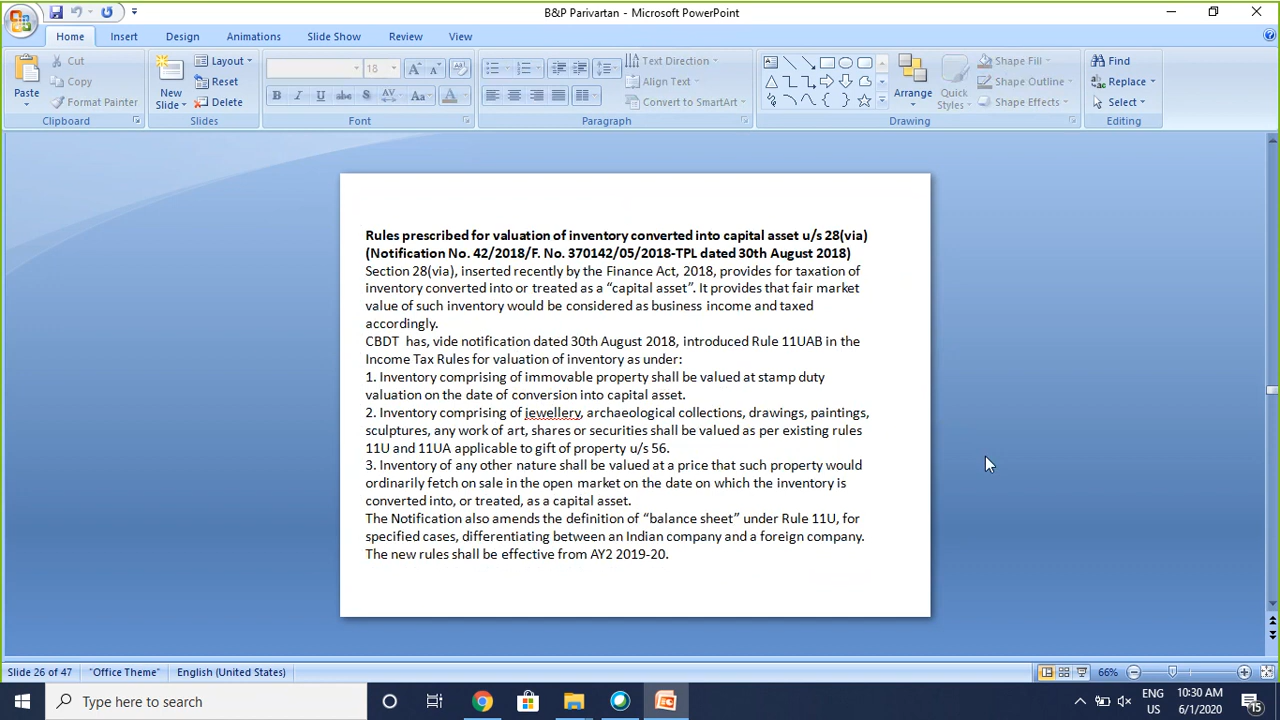 B&P Parivartan - Microsoft PowerPoint
Home Insert Design Animations Slide Show Review View
Cut
Copy
Format Painter
Paste
Clipboard
New Slide
Layout
Reset
Delete
Slides
18
B I U abc S AV Aa A
Font
Text Direction
Align Text
Convert to SmartArt
Paragraph
Arrange
Quick Styles
Shape Fill
Shape Outline
Shape Effects
Drawing
Find
Replace
Select
Editing
Rules prescribed for valuation of inventory converted into capital asset u/s 28(via)
(Notification No. 42/2018/F. No. 370142/05/2018-TPL dated 30th August 2018)
Section 28(via), inserted recently by the Finance Act, 2018, provides for taxation of
inventory converted into or treated as a “capital asset”. It provides that fair market
value of such inventory would be considered as business income and taxed
accordingly.
CBDT has, vide notification dated 30th August 2018, introduced Rule 11UAB in the
Income Tax Rules for valuation of inventory as under:
1. Inventory comprising of immovable property shall be valued at stamp duty
valuation on the date of conversion into capital asset.
2. Inventory comprising of jewellery, archaeological collections, drawings, paintings,
sculptures, any work of art, shares or securities shall be valued as per existing rules
11U and 11UA applicable to gift of property u/s 56.
3. Inventory of any other nature shall be valued at a price that such property would
ordinarily fetch on sale in the open market on the date on which the inventory is
converted into, or treated, as a capital asset.
The Notification also amends the definition of “balance sheet” under Rule 11U, for
specified cases, differentiating between an Indian company and a foreign company.
The new rules shall be effective from AY2 2019-20.
Slide 26 of 47 "Office Theme" English (United States) 66%
Type here to search
ENG
US
10:30 AM
6/1/2020
15